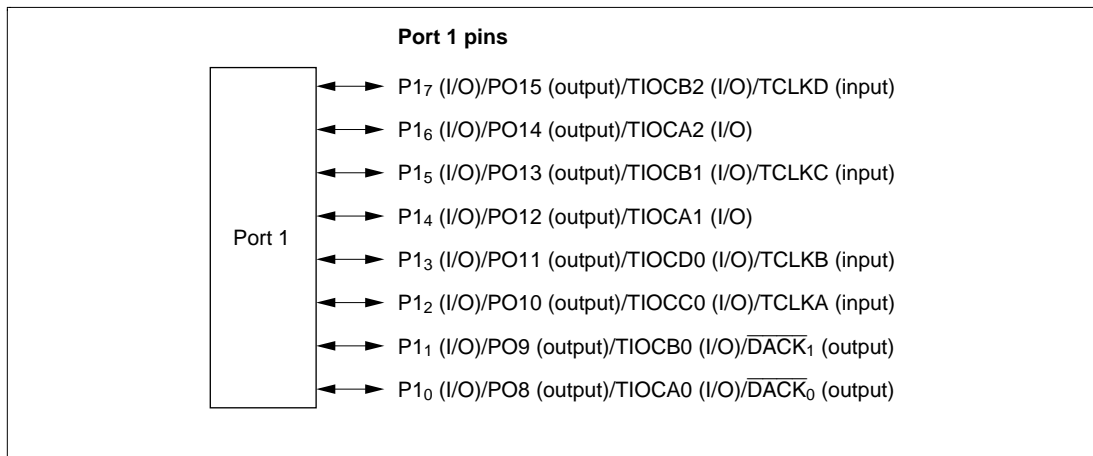 Port 1 pins
P1₇ (I/O)/PO15 (output)/TIOCB2 (I/O)/TCLKD (input)
P1₆ (I/O)/PO14 (output)/TIOCA2 (I/O)
P1₅ (I/O)/PO13 (output)/TIOCB1 (I/O)/TCLKC (input)
P1₄ (I/O)/PO12 (output)/TIOCA1 (I/O)
Port 1
P1₃ (I/O)/PO11 (output)/TIOCD0 (I/O)/TCLKB (input)
P1₂ (I/O)/PO10 (output)/TIOCC0 (I/O)/TCLKA (input)
P1₁ (I/O)/PO9 (output)/TIOCB0 (I/O)/D̅A̅C̅K̅₁ (output)
P1₀ (I/O)/PO8 (output)/TIOCA0 (I/O)/D̅A̅C̅K̅₀ (output)